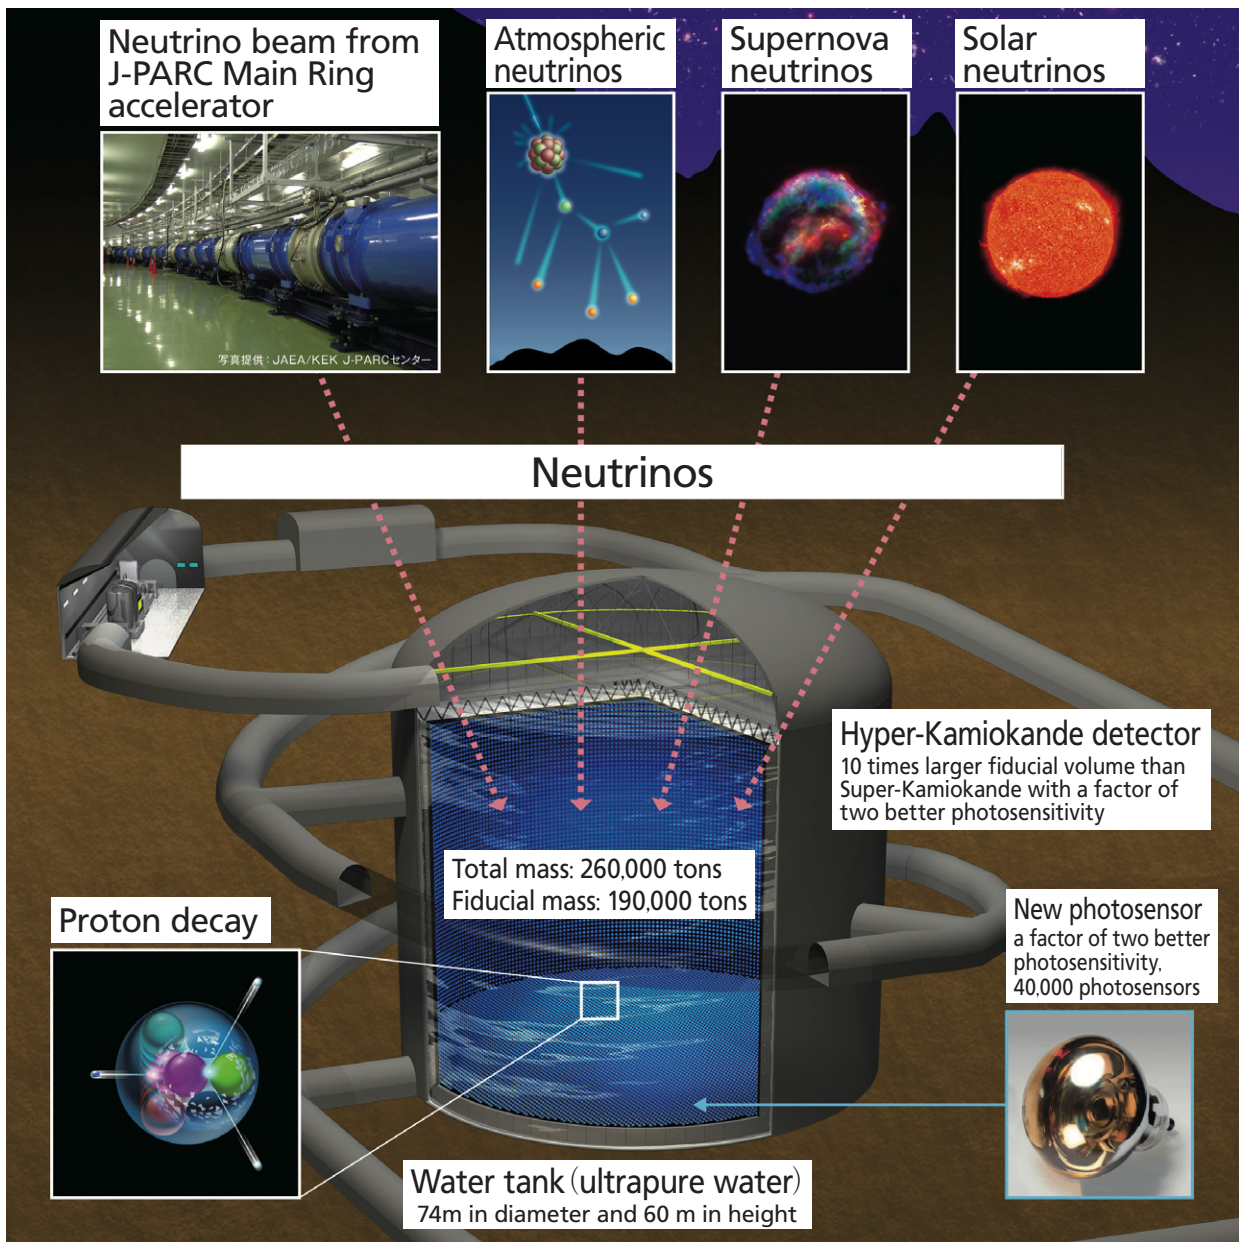 Neutrino beam from
J-PARC Main Ring
accelerator
写真提供：JAEA/KEK J-PARCセンター
Atmospheric
neutrinos
Supernova
neutrinos
Solar
neutrinos
Neutrinos
Hyper-Kamiokande detector
10 times larger fiducial volume than
Super-Kamiokande with a factor of
two better photosensitivity
Total mass: 260,000 tons
Fiducial mass: 190,000 tons
Proton decay
New photosensor
a factor of two better
photosensitivity,
40,000 photosensors
Water tank（ultrapure water）
74m in diameter and 60 m in height